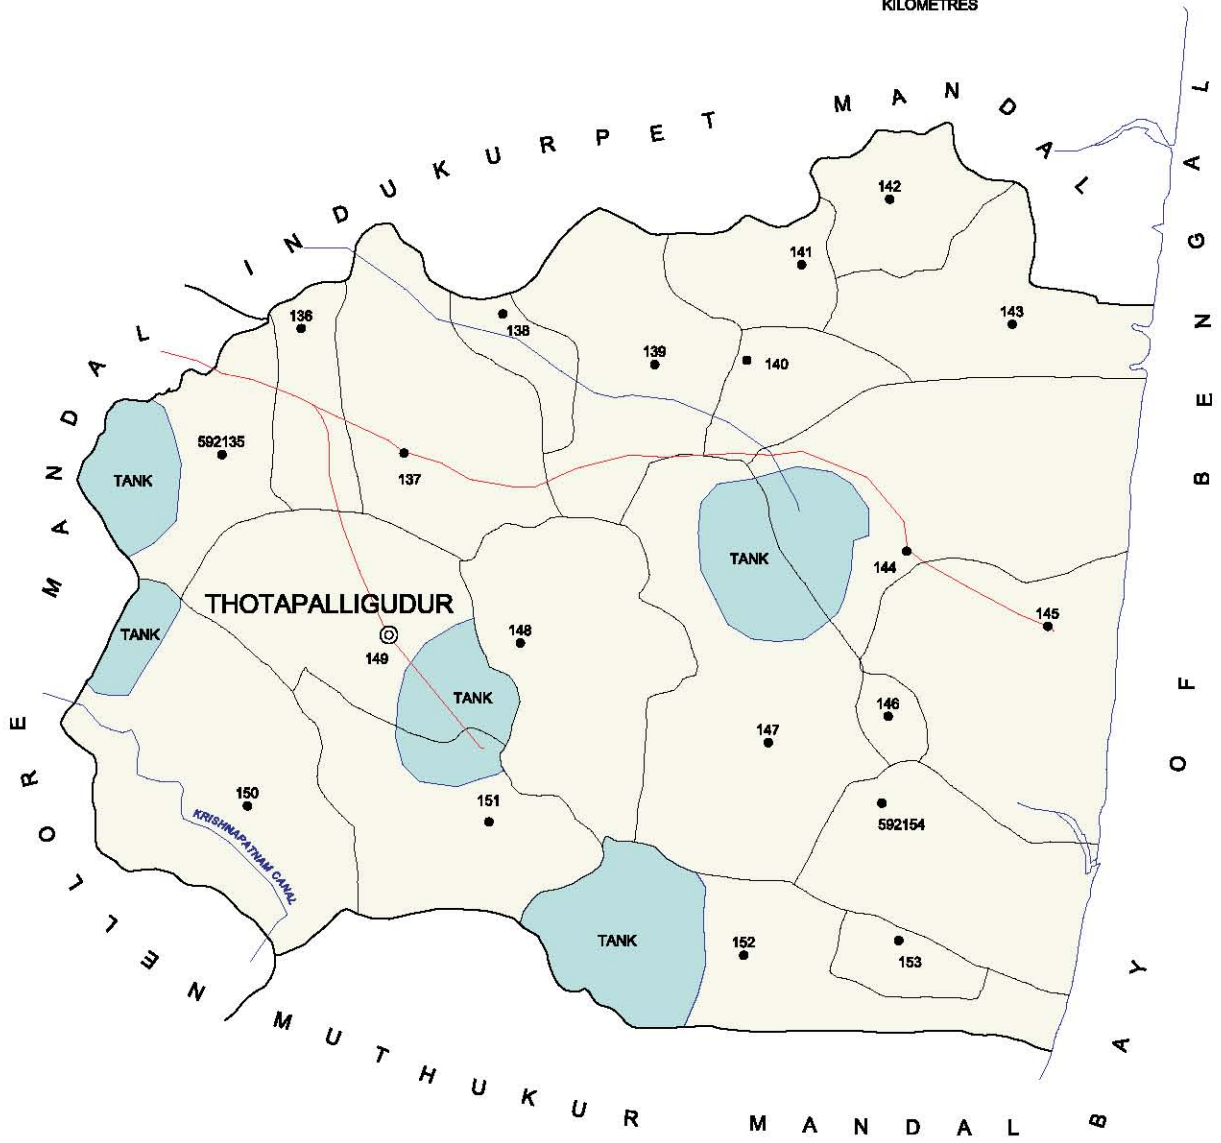 KILOMETRES
INDUKURPET MANDAL
142
141
136
138
143
139
140
592135
137
TANK
TANK
144
THOTAPALLIGUDUR
145
TANK
148
149
TANK
146
147
150
151
592154
KRISHNAPATNAM CANAL
TANK
152
153
NELLORE MANDAL
MUTHUKUR MANDAL
BAY OF BENGAL